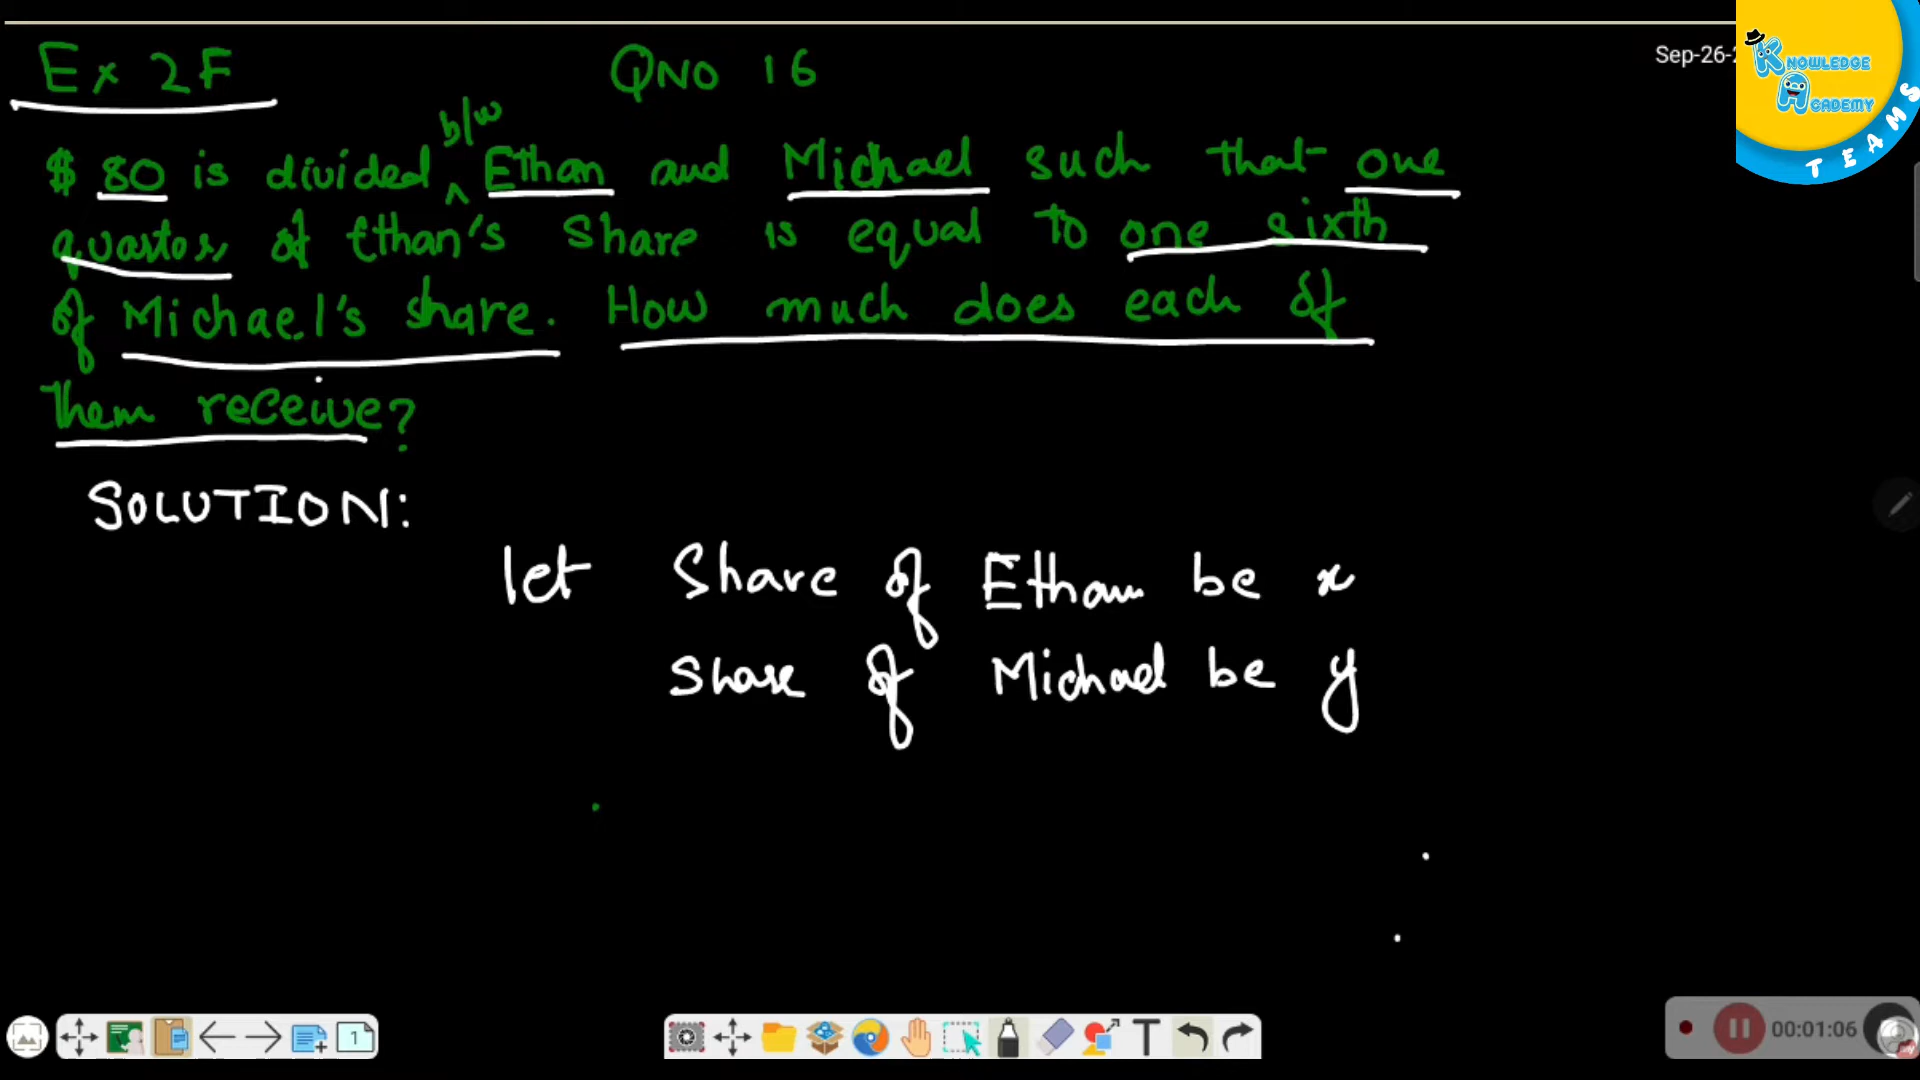 Ex 2F QNO 16
Sep-26-2
KNOWLEDGE
ACADEMY
TEAMS
b/w
$ 80 is divided ^ Ethan and Michael such that one
quarter of Ethan's share is equal to one sixth
of Michael's share. How much does each of
them receive?
SOLUTION:
let Share of Ethan be x
Share of Michael be y
1
T
00:01:06